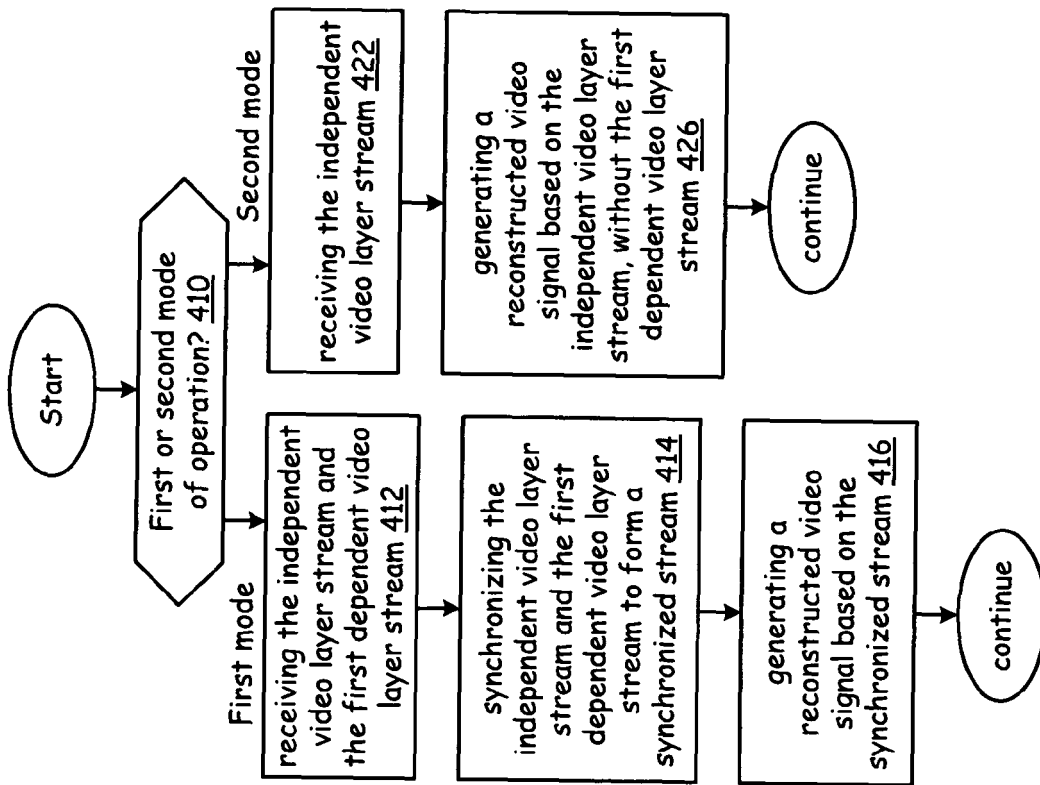 Start
First or second mode
of operation? 410
First mode
receiving the independent
video layer stream and
the first dependent video
layer stream 412
synchronizing the
independent video layer
stream and the first
dependent video layer
stream to form a
synchronized stream 414
generating a
reconstructed video
signal based on the
synchronized stream 416
continue
Second mode
receiving the independent
video layer stream 422
generating a
reconstructed video
signal based on the
independent video layer
stream, without the first
dependent video layer
stream 426
continue